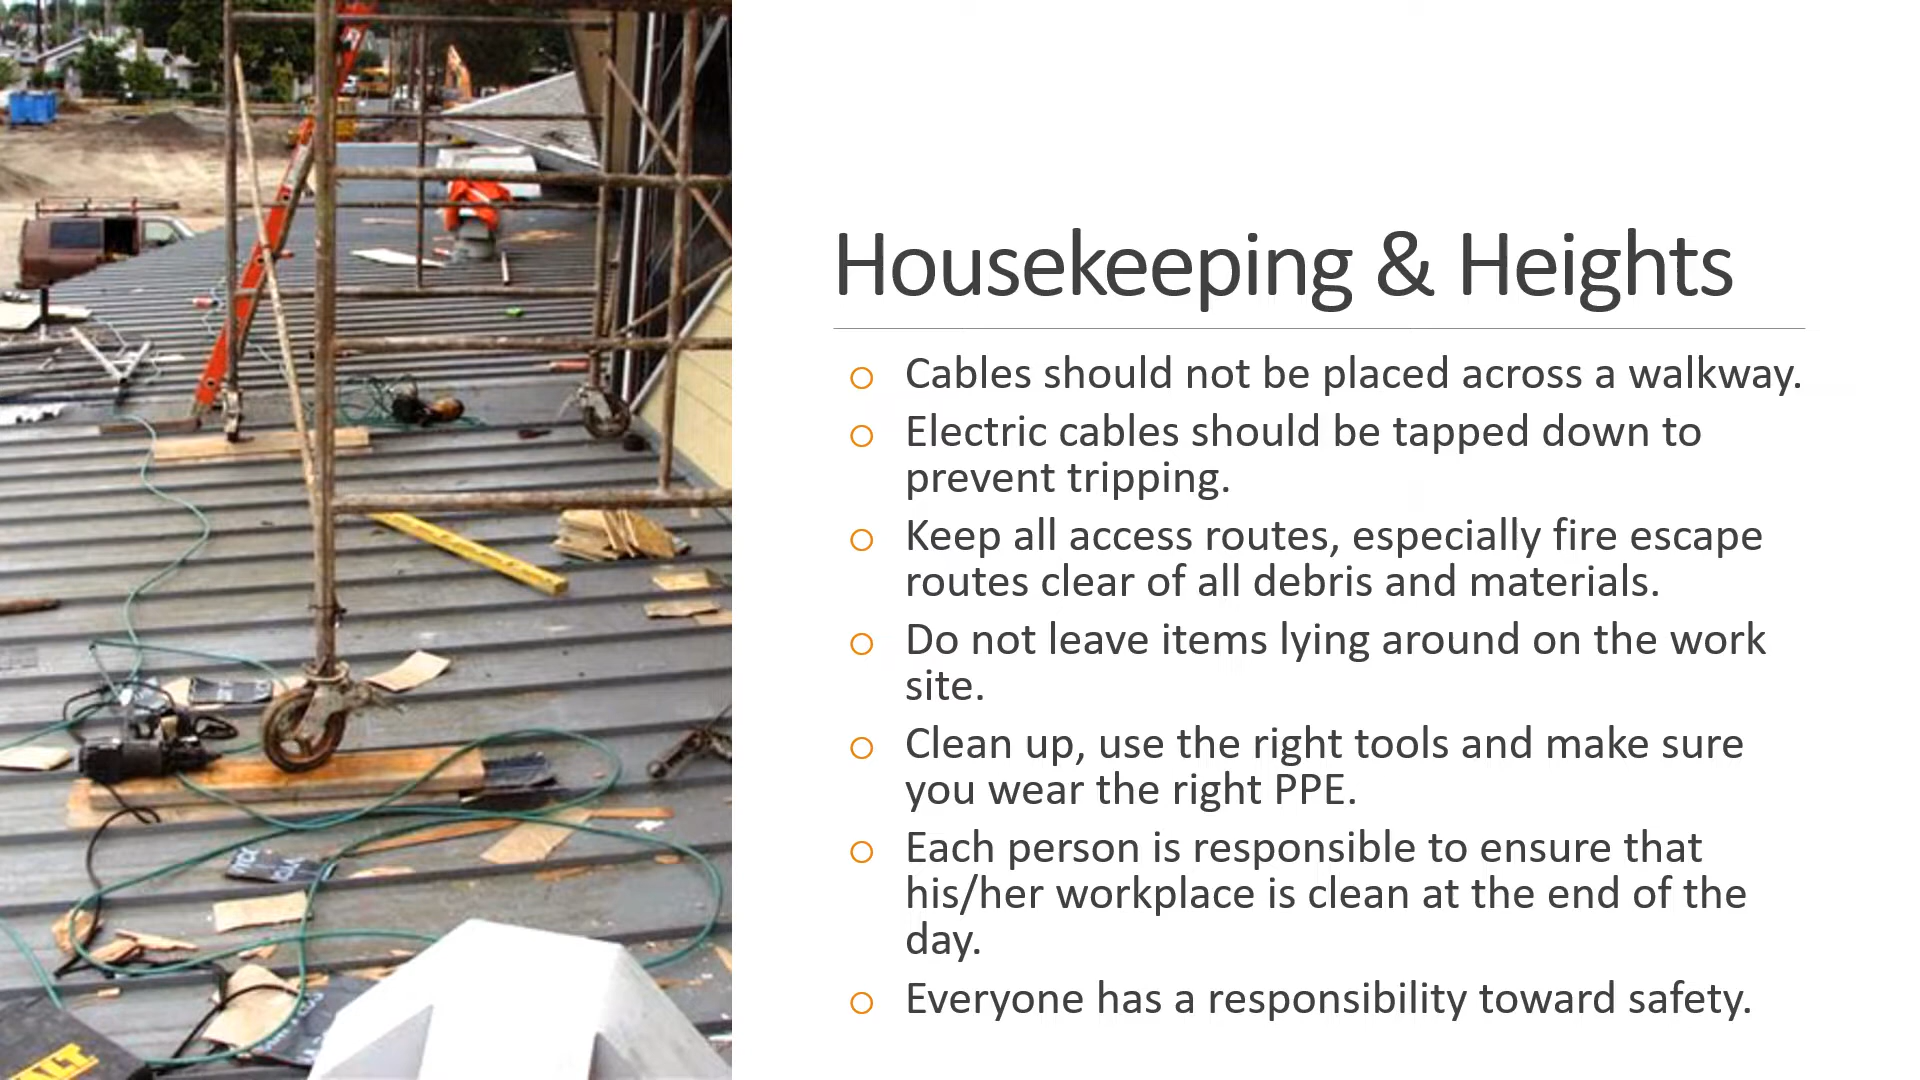 Housekeeping & Heights
Cables should not be placed across a walkway.
Electric cables should be tapped down to
prevent tripping.
Keep all access routes, especially fire escape
routes clear of all debris and materials.
Do not leave items lying around on the work
site.
Clean up, use the right tools and make sure
you wear the right PPE.
Each person is responsible to ensure that
his/her workplace is clean at the end of the
day.
Everyone has a responsibility toward safety.